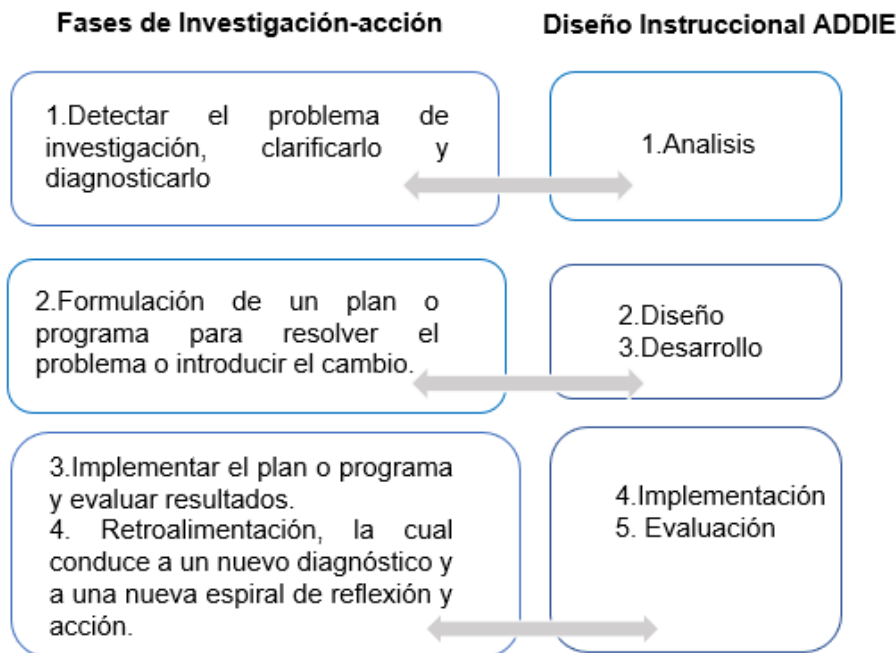 Fases de Investigación-acción
Diseño Instruccional ADDIE
1.Detectar el problema de
investigación, clarificarlo y
diagnosticarlo
1.Analisis
2.Formulación de un plan o
programa para resolver el
problema o introducir el cambio.
2.Diseño
3.Desarrollo
3.Implementar el plan o programa
y evaluar resultados.
4. Retroalimentación, la cual
conduce a un nuevo diagnóstico y
a una nueva espiral de reflexión y
acción.
4.Implementación
5. Evaluación